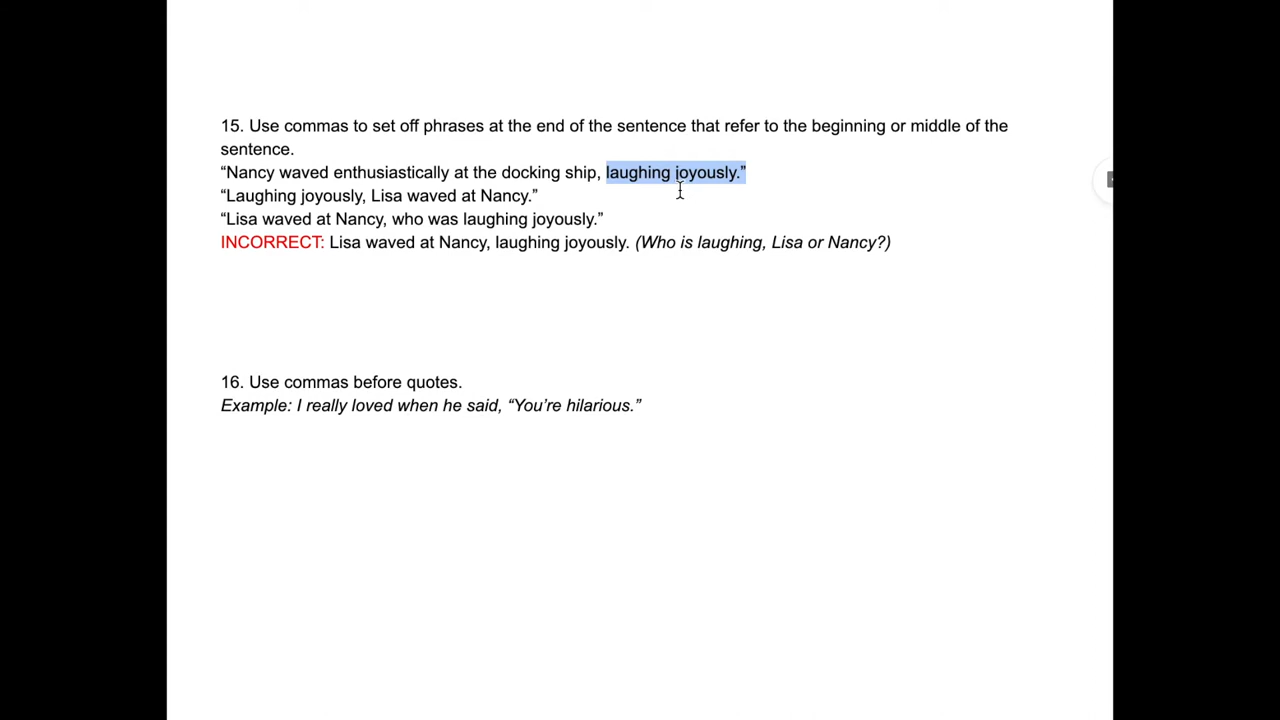 15. Use commas to set off phrases at the end of the sentence that refer to the beginning or middle of the
sentence.
“Nancy waved enthusiastically at the docking ship, laughing joyously.”
“Laughing joyously, Lisa waved at Nancy.”
“Lisa waved at Nancy, who was laughing joyously.”
INCORRECT: Lisa waved at Nancy, laughing joyously. (Who is laughing, Lisa or Nancy?)
16. Use commas before quotes.
Example: I really loved when he said, “You’re hilarious.”